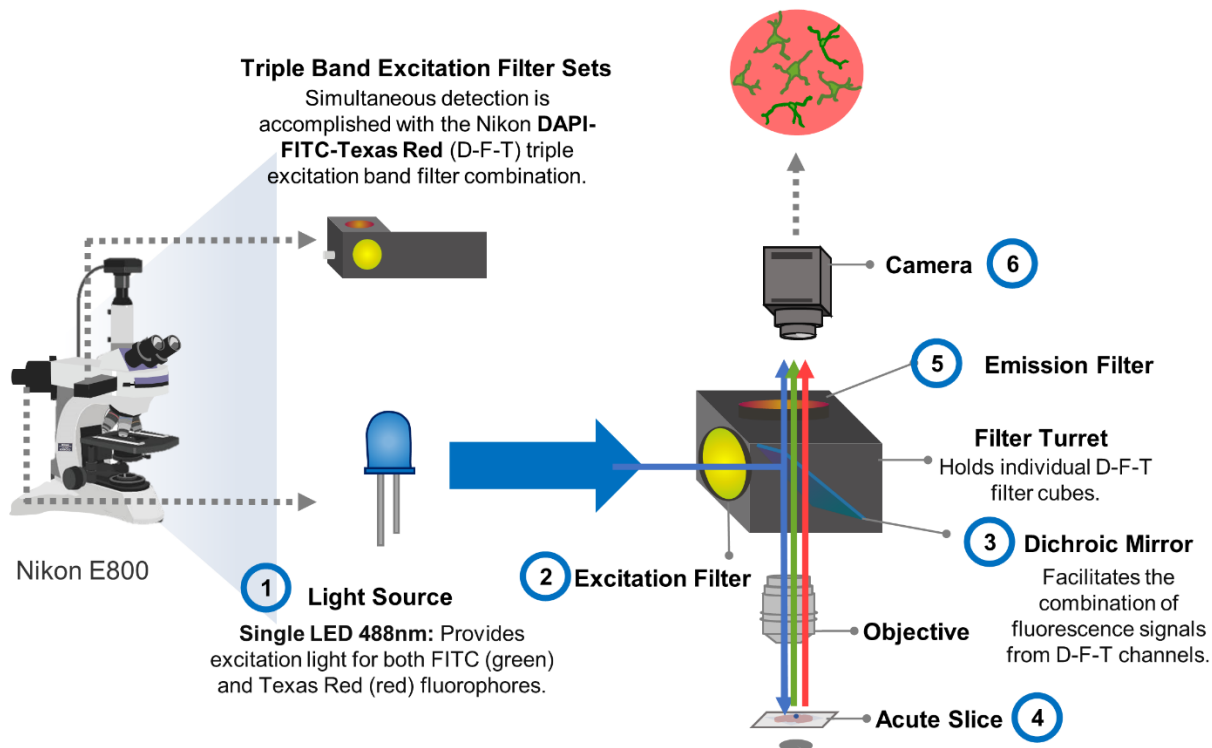 Triple Band Excitation Filter Sets
Simultaneous detection is
accomplished with the Nikon DAPI-
FITC-Texas Red (D-F-T) triple
excitation band filter combination.
Camera 6
5 Emission Filter
Filter Turret
Holds individual D-F-T
filter cubes.
3 Dichroic Mirror
Facilitates the
combination of
fluorescence signals
from D-F-T channels.
Nikon E800
2 Excitation Filter
1 Light Source
Single LED 488nm: Provides
excitation light for both FITC (green)
and Texas Red (red) fluorophores.
Objective
Acute Slice 4